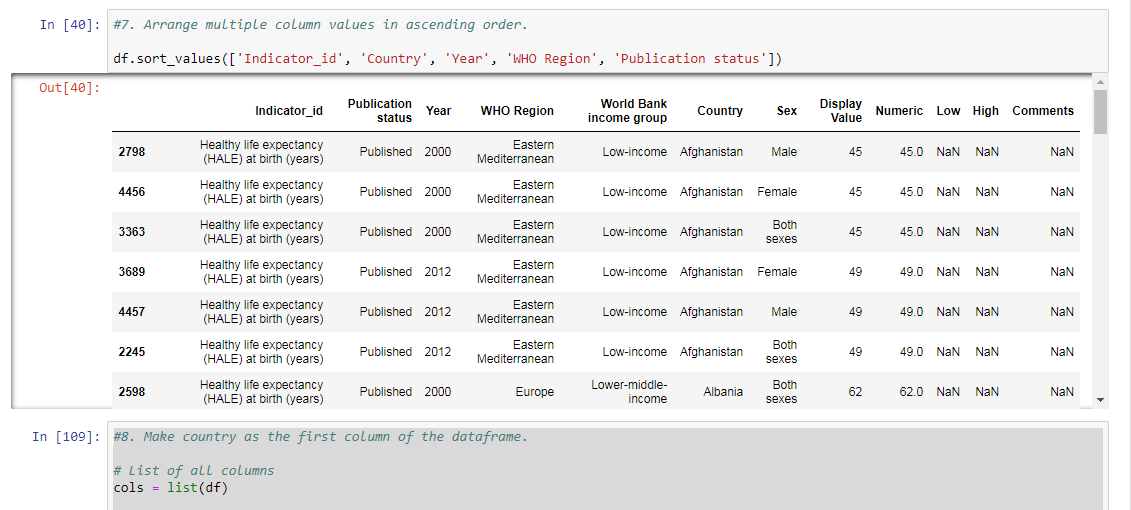 In [40]: #7. Arrange multiple column values in ascending order.
df.sort_values(['Indicator_id', 'Country', 'Year', 'WHO Region', 'Publication status'])
Out[40]:
Indicator_id Publication status Year WHO Region World Bank income group Country Sex Display Value Numeric Low High Comments
2798 Healthy life expectancy (HALE) at birth (years) Published 2000 Eastern Mediterranean Low-income Afghanistan Male 45 45.0 NaN NaN NaN
4456 Healthy life expectancy (HALE) at birth (years) Published 2000 Eastern Mediterranean Low-income Afghanistan Female 45 45.0 NaN NaN NaN
3363 Healthy life expectancy (HALE) at birth (years) Published 2000 Eastern Mediterranean Low-income Afghanistan Both sexes 45 45.0 NaN NaN NaN
3689 Healthy life expectancy (HALE) at birth (years) Published 2012 Eastern Mediterranean Low-income Afghanistan Female 49 49.0 NaN NaN NaN
4457 Healthy life expectancy (HALE) at birth (years) Published 2012 Eastern Mediterranean Low-income Afghanistan Male 49 49.0 NaN NaN NaN
2245 Healthy life expectancy (HALE) at birth (years) Published 2012 Eastern Mediterranean Low-income Afghanistan Both sexes 49 49.0 NaN NaN NaN
2598 Healthy life expectancy (HALE) at birth (years) Published 2000 Europe Lower-middle-income Albania Both sexes 62 62.0 NaN NaN NaN
In [109]: #8. Make country as the first column of the dataframe.
# List of all columns
cols = list(df)